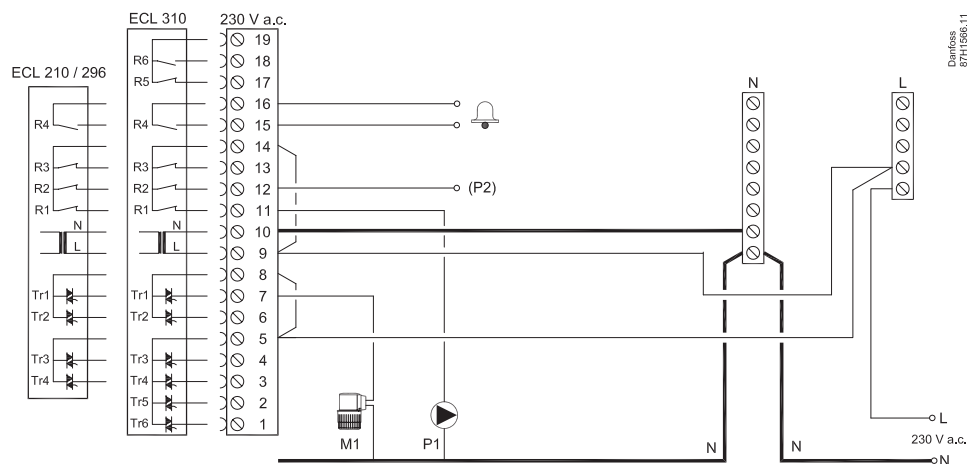 ECL 310
230 V a.c.
ECL 210 / 296
R4
R3
R2
R1
N
L
Tr1
Tr2
Tr3
Tr4
R6
R5
R4
R3
R2
R1
N
L
Tr1
Tr2
Tr3
Tr4
Tr5
Tr6
19
18
17
16
15
14
13
12
11
10
9
8
7
6
5
4
3
2
1
(P2)
M1
P1
N
L
N
N
L
230 V a.c.
N
Danfoss
87H1566.11